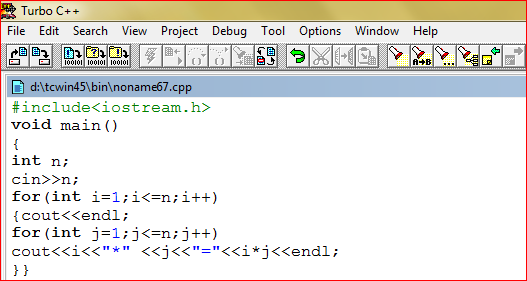 Turbo C++
File Edit Search View Project Debug Tool Options Window Help
A→B
d:\tcwin45\bin\noname67.cpp
#include<iostream.h>
void main()
{
int n;
cin>>n;
for(int i=1;i<=n;i++)
{cout<<endl;
for(int j=1;j<=n;j++)
cout<<i<<"*" <<j<<"="<<i*j<<endl;
}}